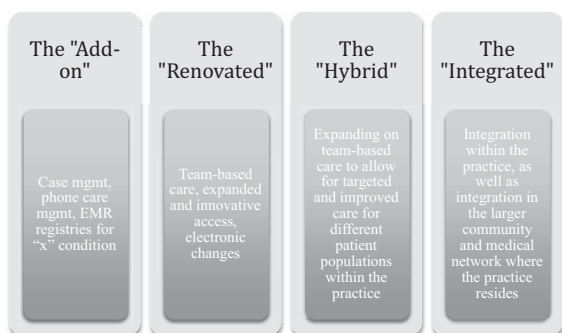 The "Add-
on"
Case mgmt,
phone care
mgmt, EMR
registries for
“x” condition
The
"Renovated"
Team-based
care, expanded
and innovative
access,
electronic
changes
The
"Hybrid"
Expanding on
team-based
care to allow
for targeted
and improved
care for
different
patient
populations
within the
practice
The
"Integrated"
Integration
within the
practice, as
well as
integration in
the larger
community
and medical
network where
the practice
resides